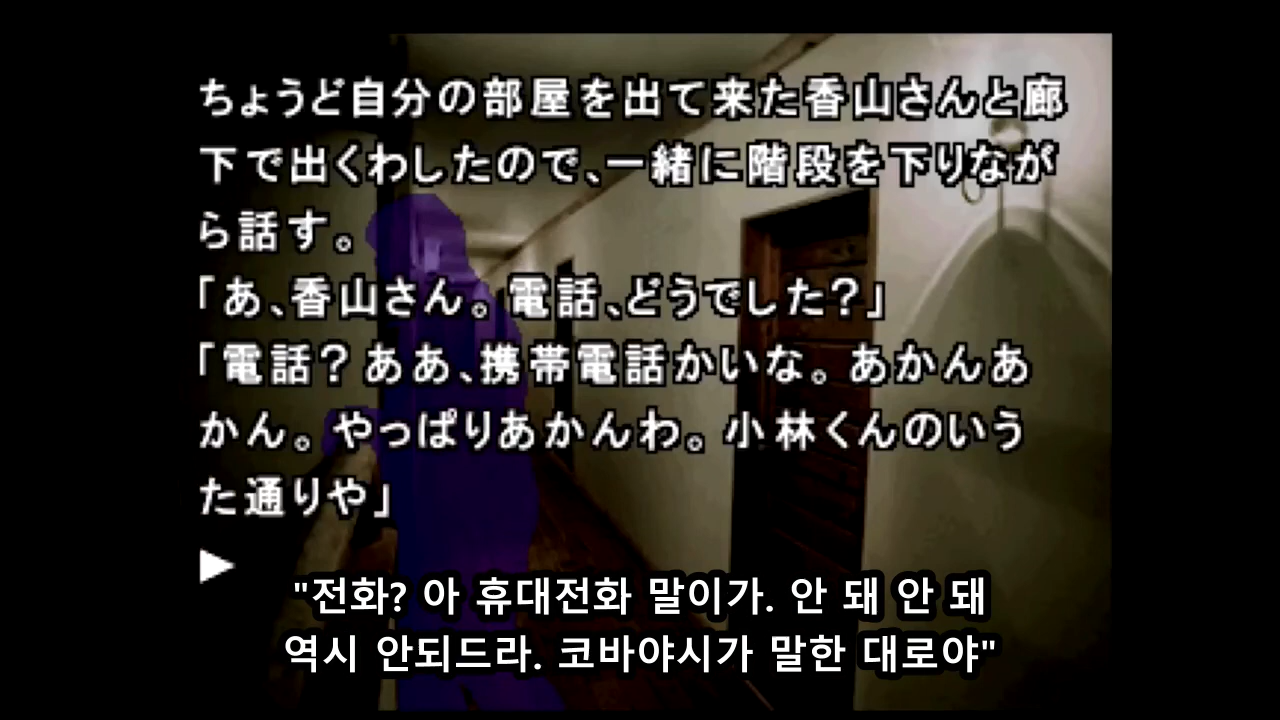 ちょうど自分の部屋を出て来た香山さんと廊
下で出くわしたので、一緒に階段を下りなが
ら話す。
「あ、香山さん。電話、どうでした？」
「電話？ああ、携帯電話かいな。あかんあ
かん。やっぱりあかんわ。小林くんのいう
た通りや」
"전화? 아 휴대전화 말이가. 안 돼 안 돼
역시 안되드라. 코바야시가 말한 대로야"